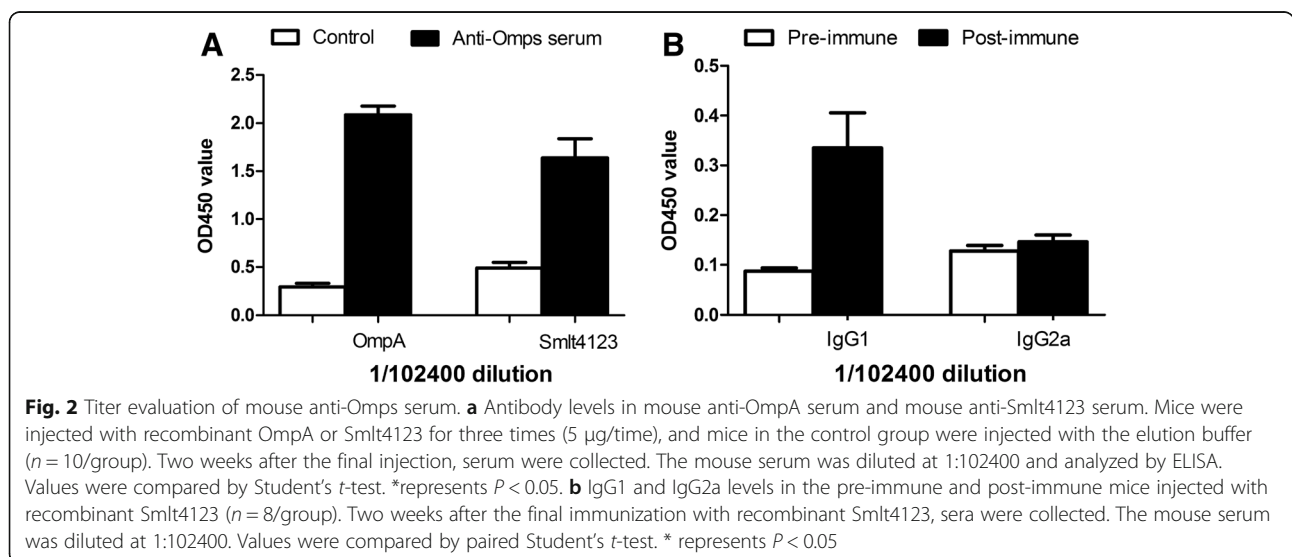 A
Control
Anti-Omps serum
OD450 value
2.5
2.0
1.5
1.0
0.5
0.0
OmpA
Smlt4123
1/102400 dilution
B
Pre-immune
Post-immune
OD450 value
0.5
0.4
0.3
0.2
0.1
0.0
IgG1
IgG2a
1/102400 dilution
Fig. 2 Titer evaluation of mouse anti-Omps serum. a Antibody levels in mouse anti-OmpA serum and mouse anti-Smlt4123 serum. Mice were
injected with recombinant OmpA or Smlt4123 for three times (5 μg/time), and mice in the control group were injected with the elution buffer
(n = 10/group). Two weeks after the final injection, serum were collected. The mouse serum was diluted at 1:102400 and analyzed by ELISA.
Values were compared by Student's t-test. *represents P < 0.05. b IgG1 and IgG2a levels in the pre-immune and post-immune mice injected with
recombinant Smlt4123 (n = 8/group). Two weeks after the final immunization with recombinant Smlt4123, sera were collected. The mouse serum
was diluted at 1:102400. Values were compared by paired Student's t-test. * represents P < 0.05